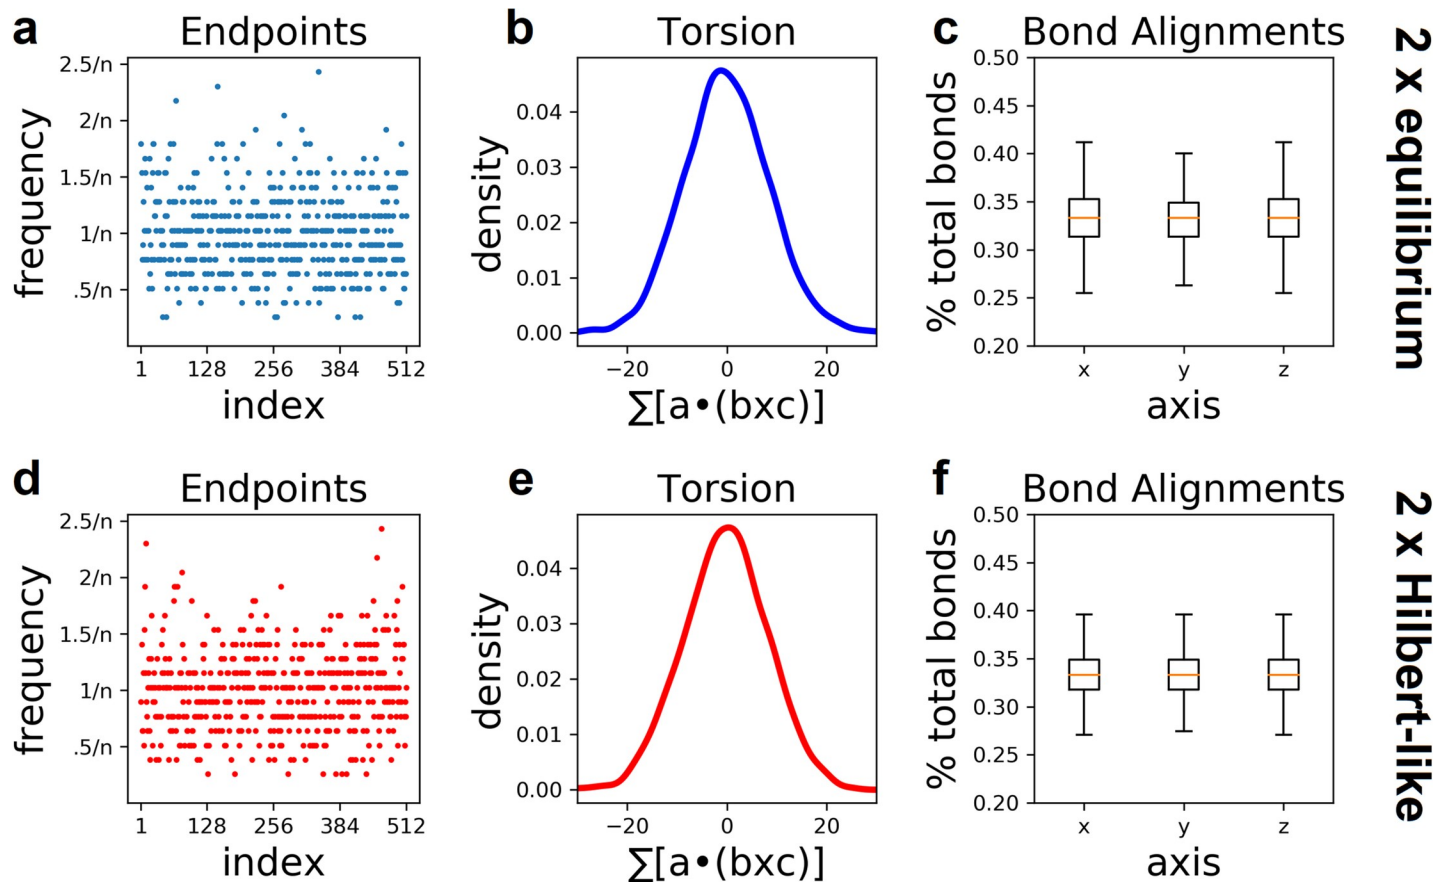 a
Endpoints
2.5/n
2/n
1.5/n
1/n
.5/n
frequency
1 128 256 384 512
index
b
Torsion
0.04
0.03
0.02
0.01
0.00
density
−20 0 20
∑[a•(bxc)]
c
Bond Alignments
0.50
0.45
0.40
0.35
0.30
0.25
0.20
% total bonds
x y z
axis
2 x equilibrium
d
Endpoints
2.5/n
2/n
1.5/n
1/n
.5/n
frequency
1 128 256 384 512
index
e
Torsion
0.04
0.03
0.02
0.01
0.00
density
−20 0 20
∑[a•(bxc)]
f
Bond Alignments
0.50
0.45
0.40
0.35
0.30
0.25
0.20
% total bonds
x y z
axis
2 x Hilbert-like